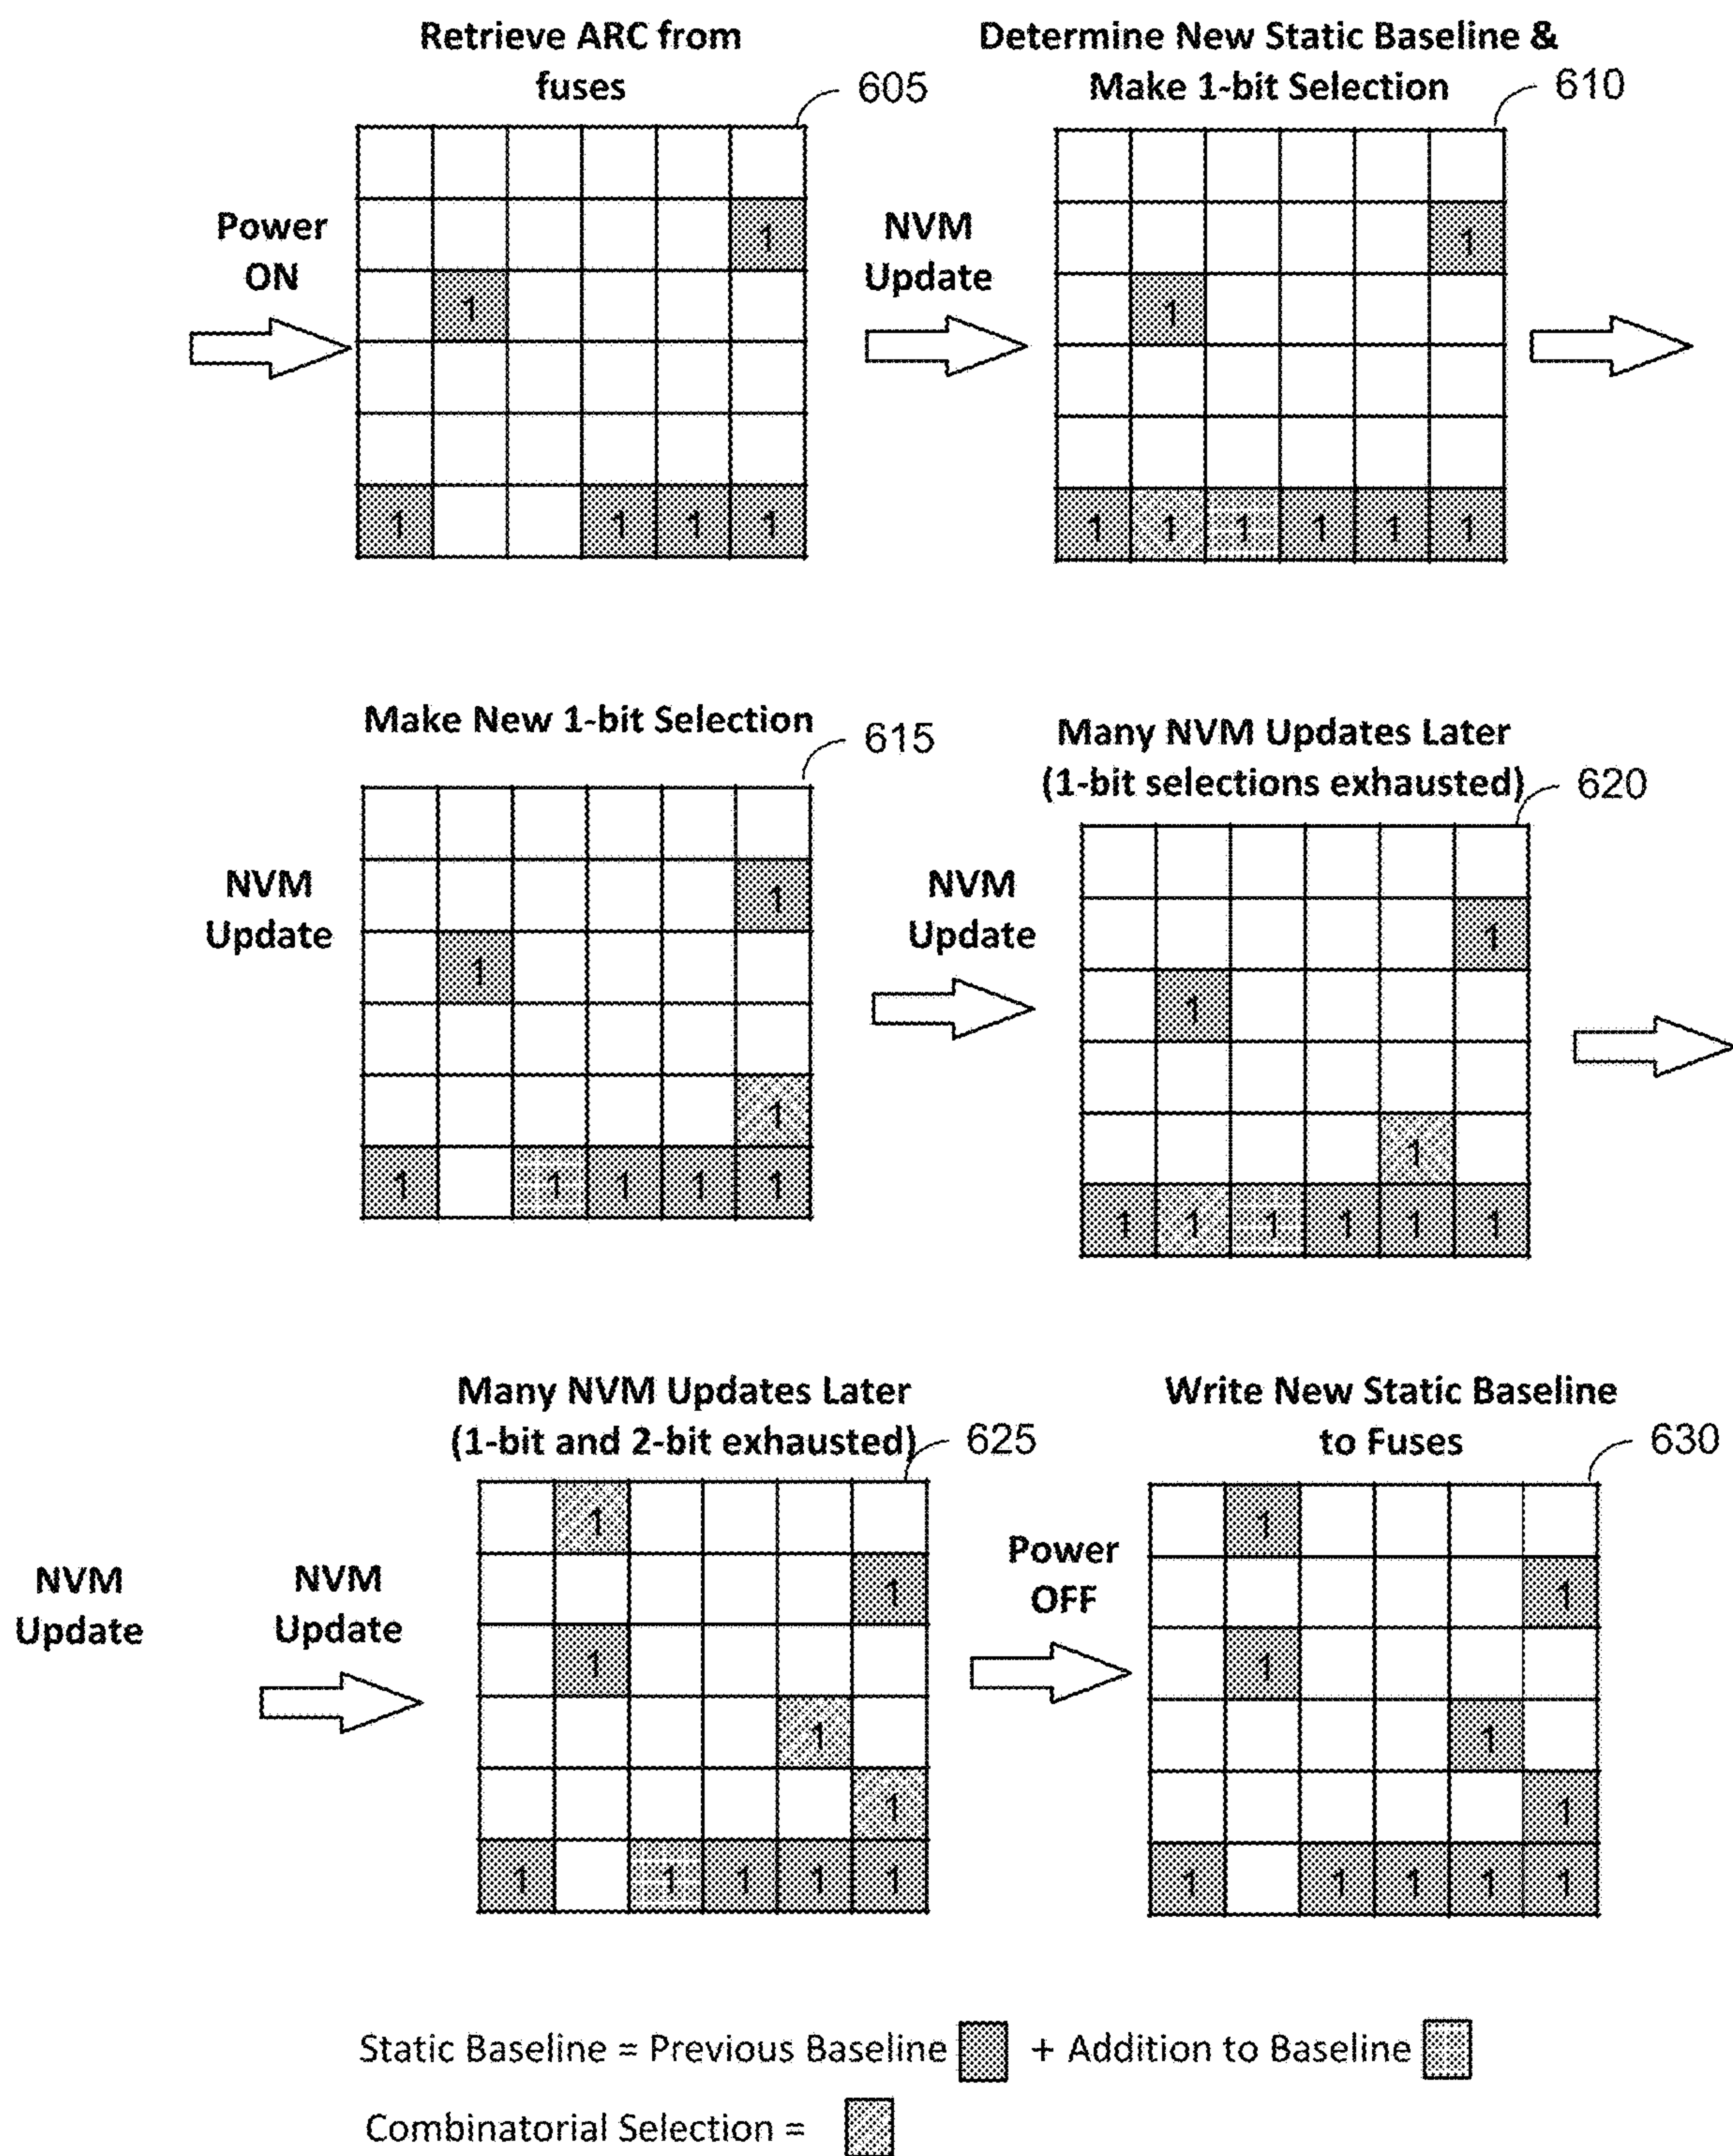 Retrieve ARC from
fuses
605
Determine New Static Baseline &
Make 1-bit Selection
610
Power
ON
NVM
Update
1
1
1 1 1 1
1
1
1 1 1 1 1 1
Make New 1-bit Selection
615
Many NVM Updates Later
(1-bit selections exhausted)
620
NVM
Update
NVM
Update
1
1
1
1 1 1 1 1
1
1
1
1 1 1 1 1 1
Many NVM Updates Later
(1-bit and 2-bit exhausted)
625
Write New Static Baseline
to Fuses
630
NVM
Update
NVM
Update
Power
OFF
1
1
1
1
1
1 1 1 1 1
1
1
1
1
1
1 1 1 1 1
Static Baseline = Previous Baseline + Addition to Baseline
Combinatorial Selection =